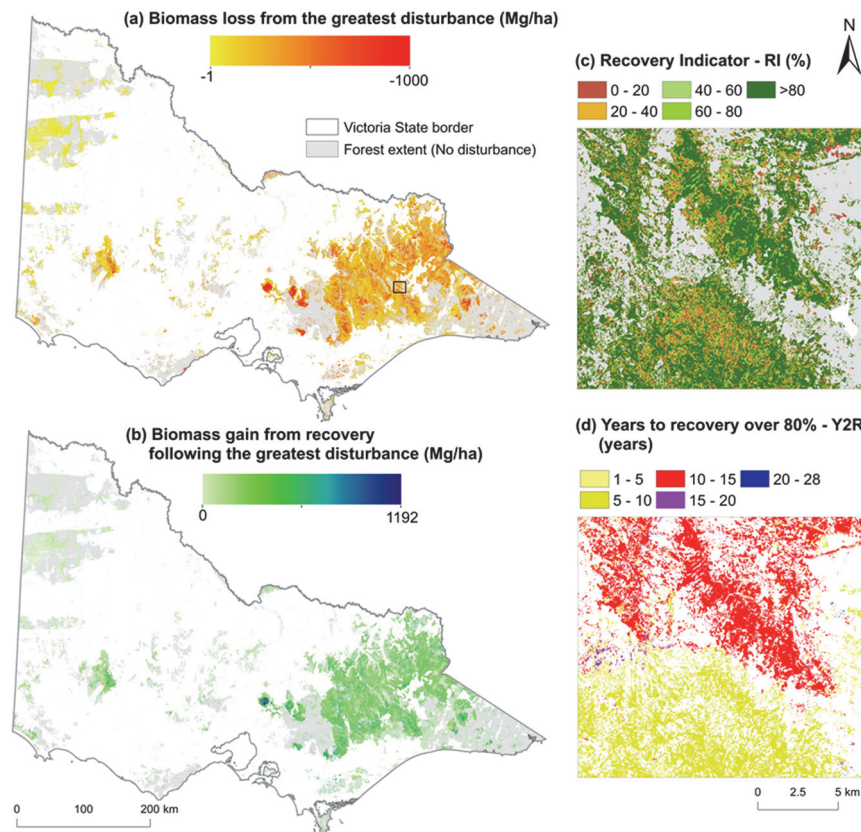 (a) Biomass loss from the greatest disturbance (Mg/ha)
-1 -1000
Victoria State border
Forest extent (No disturbance)
N
(c) Recovery Indicator - RI (%)
0 - 20 40 - 60 >80
20 - 40 60 - 80
(b) Biomass gain from recovery
following the greatest disturbance (Mg/ha)
0 1192
0 100 200 km
(d) Years to recovery over 80% - Y2R
(years)
1 - 5 10 - 15 20 - 28
5 - 10 15 - 20
0 2.5 5 km